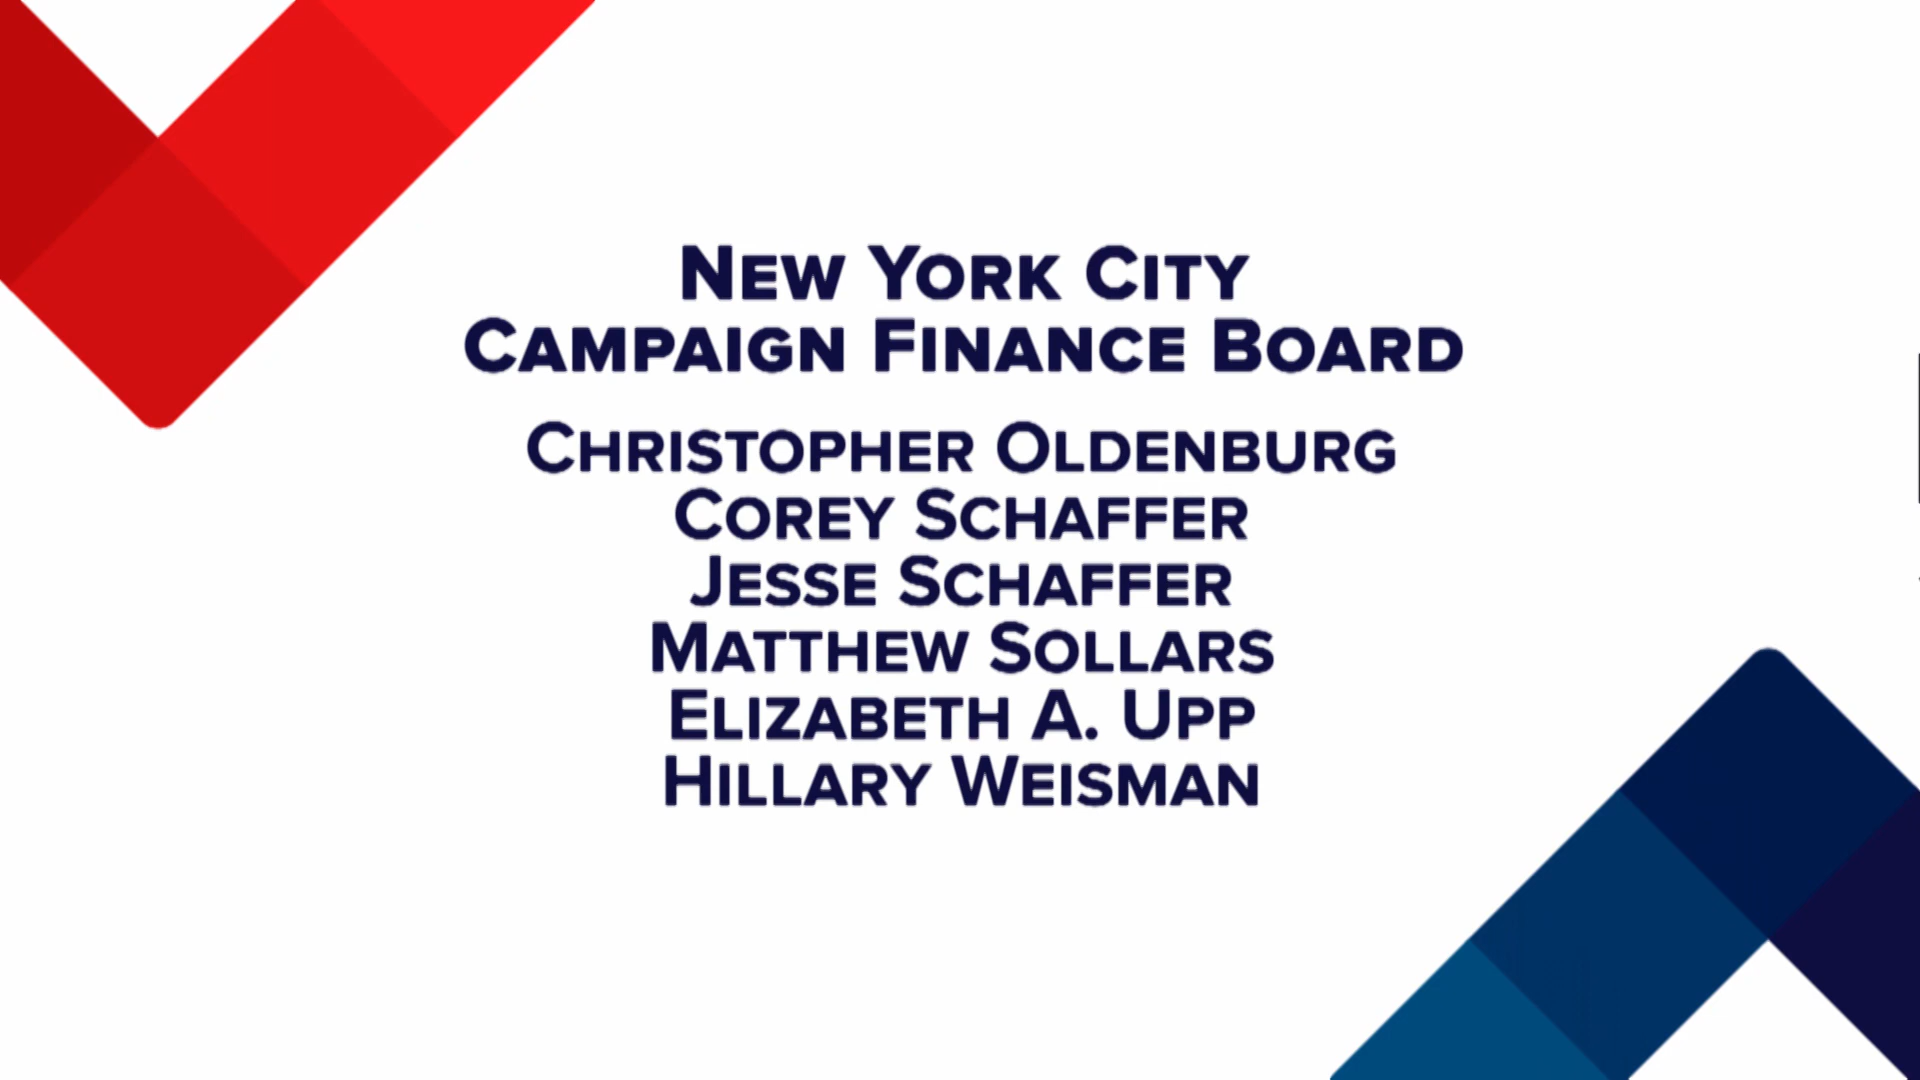 New York City
Campaign Finance Board
Christopher Oldenburg
Corey Schaffer
Jesse Schaffer
Matthew Sollars
Elizabeth A. Upp
Hillary Weisman